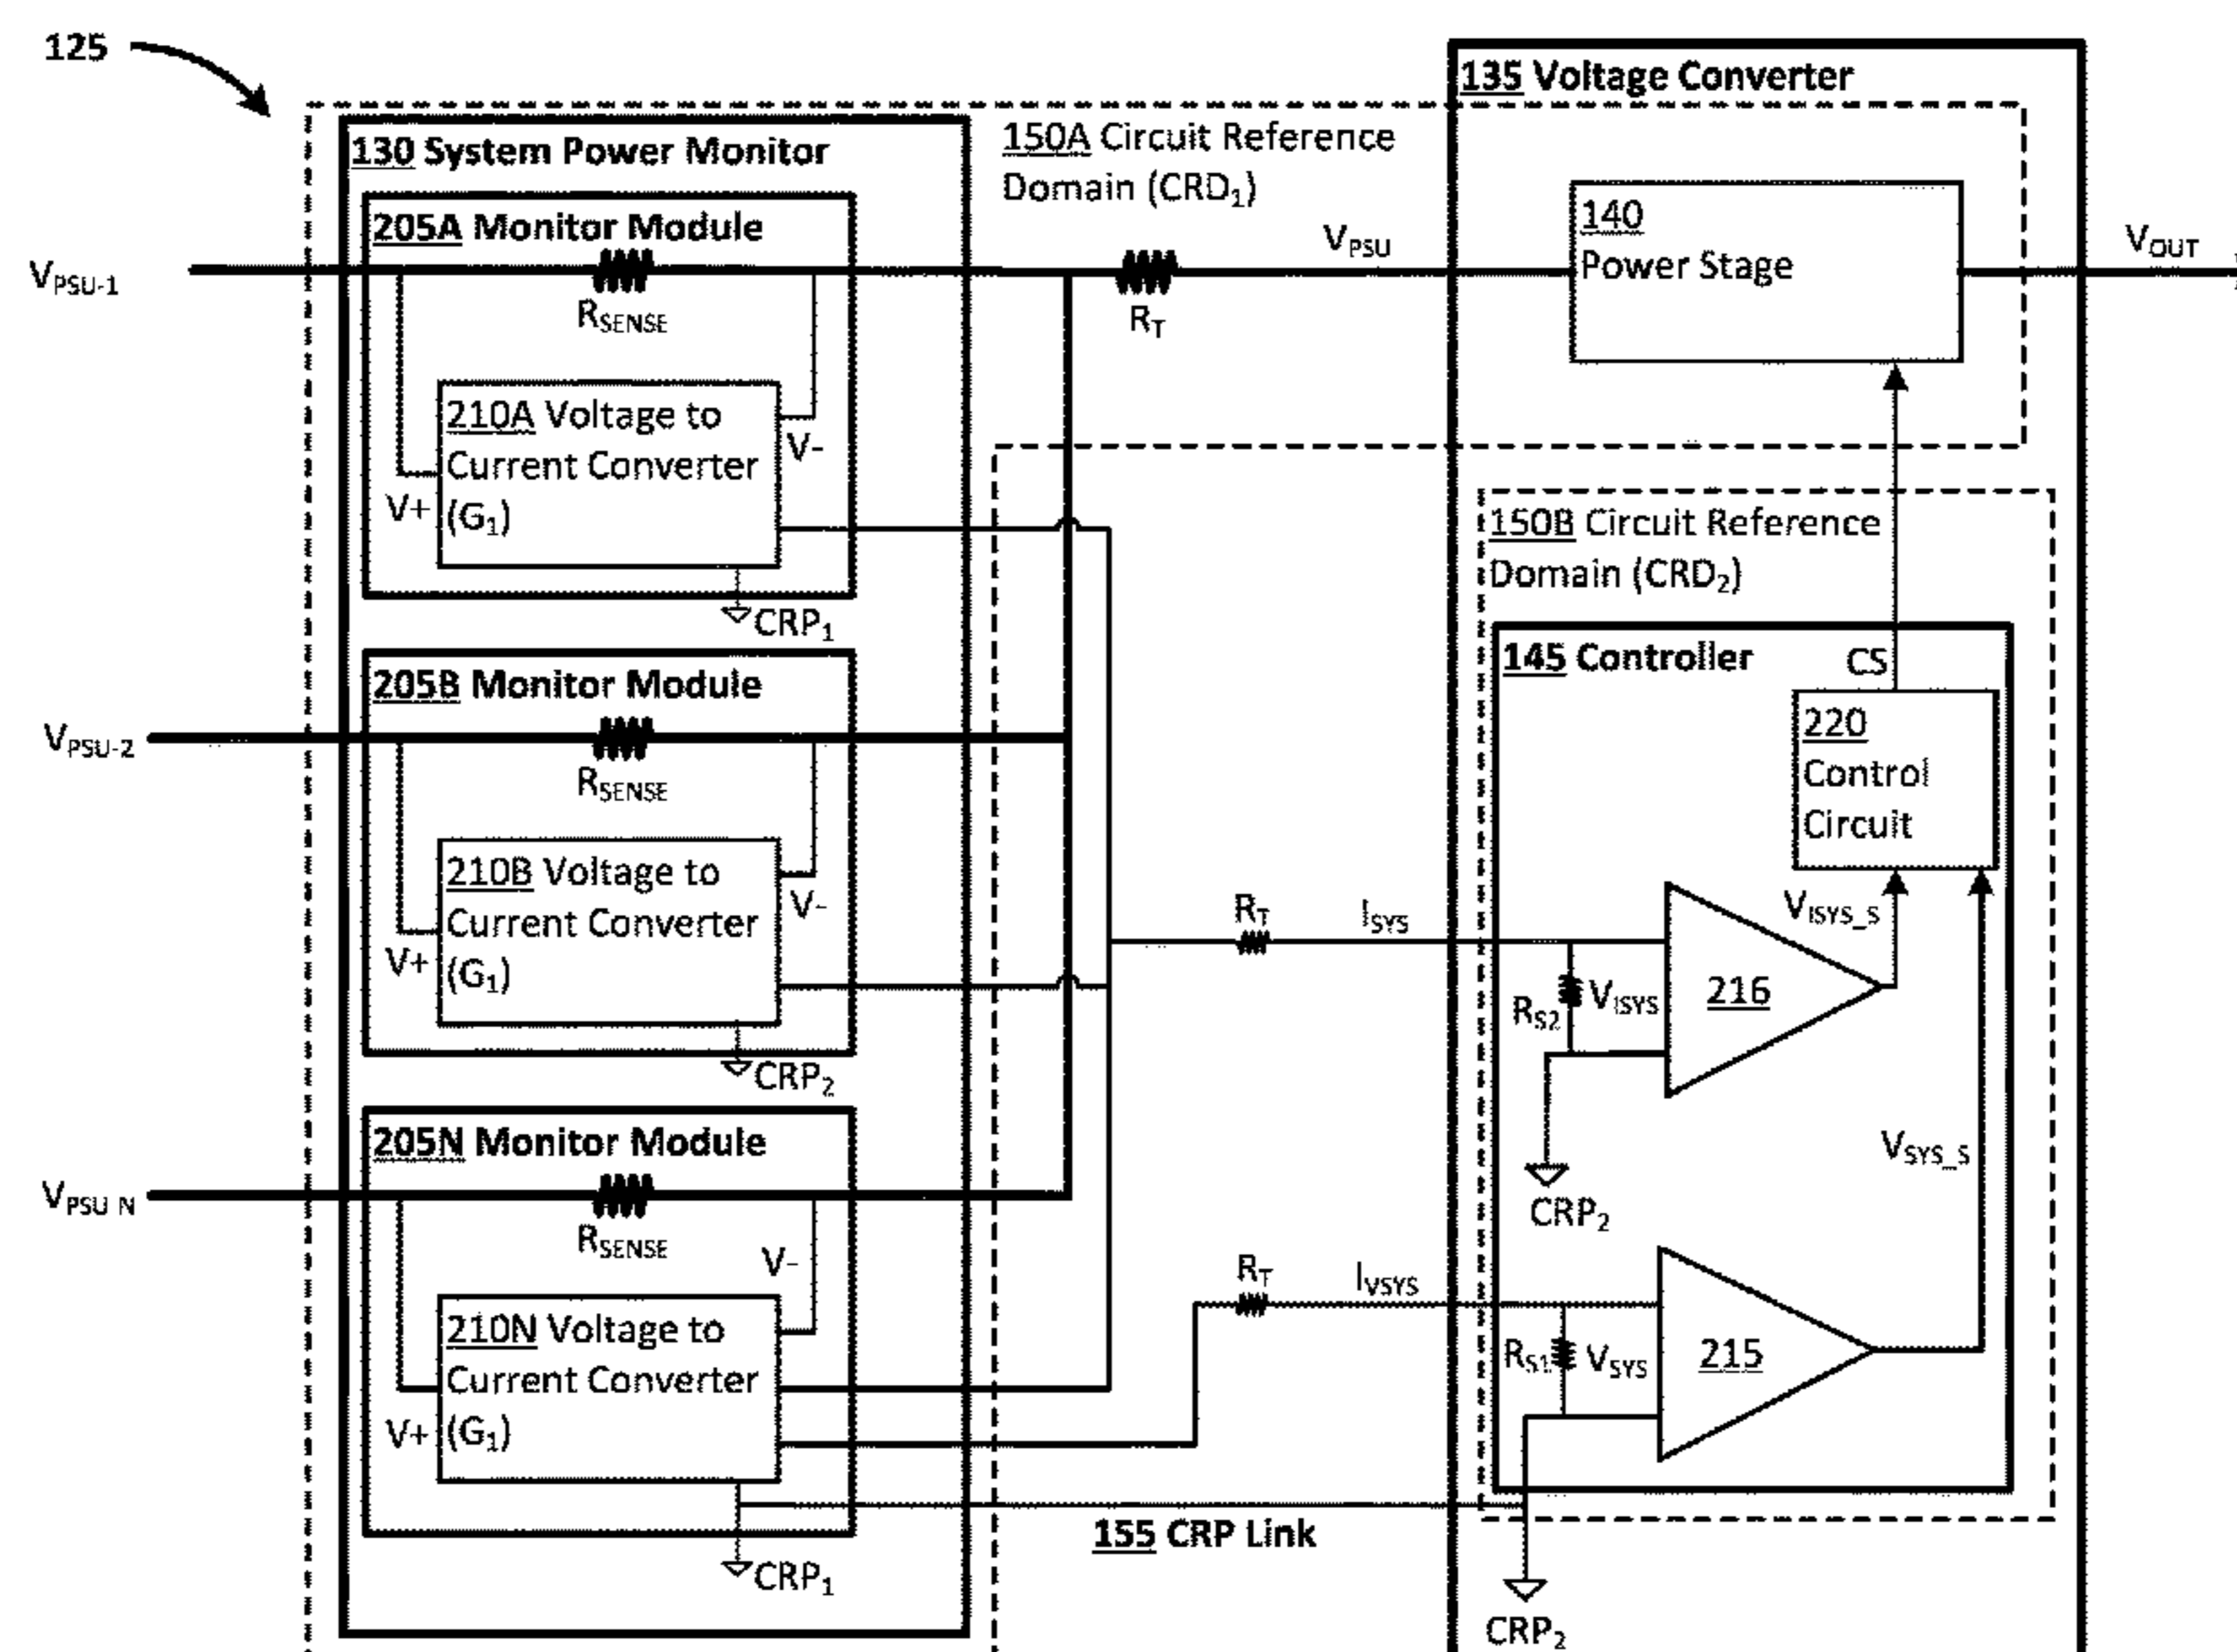 125
135 Voltage Converter
130 System Power Monitor
150A Circuit Reference
Domain (CRD1)
205A Monitor Module
VPSU-1
RSENSE
RT
VPSU
140
Power Stage
VOUT
210A Voltage to
Current Converter
(G1)
V-
V+
CRP1
150B Circuit Reference
Domain (CRD2)
205B Monitor Module
VPSU-2
RSENSE
210B Voltage to
Current Converter
(G1)
V-
V+
CRP2
145 Controller
CS
220
Control
Circuit
RT
ISYS
VISYS_S
RS2
VISYS
216
CRP2
VSYS_S
205N Monitor Module
VPSU N
RSENSE
V-
210N Voltage to
Current Converter
(G1)
V+
CRP1
RT
IVSYS
RS1
VSYS
215
155 CRP Link
CRP2